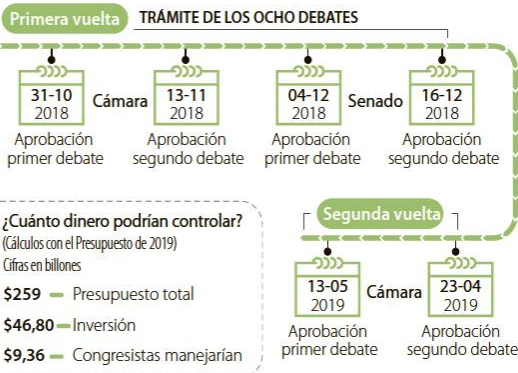 Primera vuelta
TRÁMITE DE LOS OCHO DEBATES
31-10
2018
Cámara
13-11
2018
04-12
2018
Senado
16-12
2018
Aprobación
primer debate
Aprobación
segundo debate
Aprobación
primer debate
Aprobación
segundo debate
¿Cuánto dinero podrían controlar?
(Cálculos con el Presupuesto de 2019)
Cifras en billones
$259 Presupuesto total
$46,80 Inversión
$9,36 Congresistas manejarían
Segunda vuelta
13-05
2019
Cámara
23-04
2019
Aprobación
primer debate
Aprobación
segundo debate